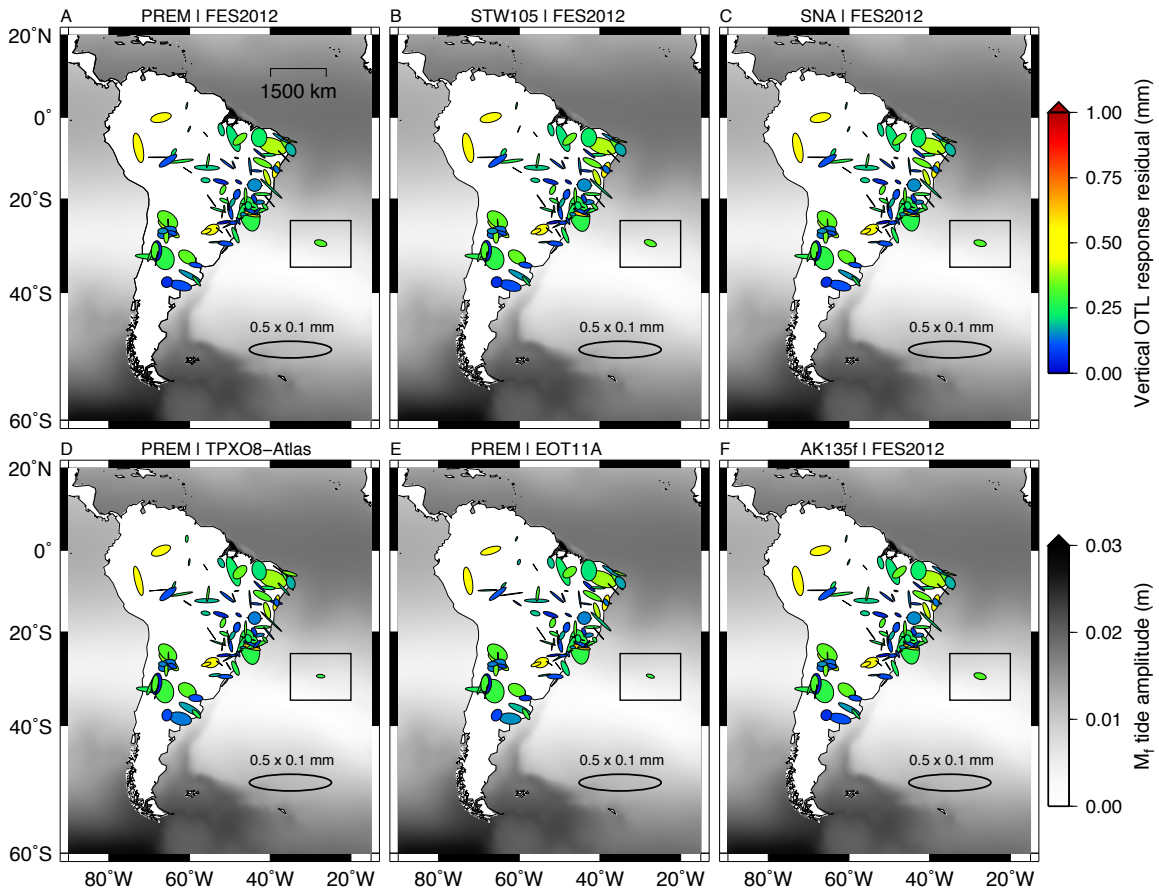 A PREM | FES2012
B STW105 | FES2012
C SNA | FES2012
20°N
0°
20°S
40°S
60°S
1500 km
0.5 x 0.1 mm
0.5 x 0.1 mm
0.5 x 0.1 mm
1.00
0.75
0.50
0.25
0.00
Vertical OTL response residual (mm)
D PREM | TPXO8−Atlas
E PREM | EOT11A
F AK135f | FES2012
20°N
0°
20°S
40°S
60°S
0.5 x 0.1 mm
0.5 x 0.1 mm
0.5 x 0.1 mm
0.03
0.02
0.01
0.00
Mf tide amplitude (m)
80°W 60°W 40°W 20°W
80°W 60°W 40°W 20°W
80°W 60°W 40°W 20°W